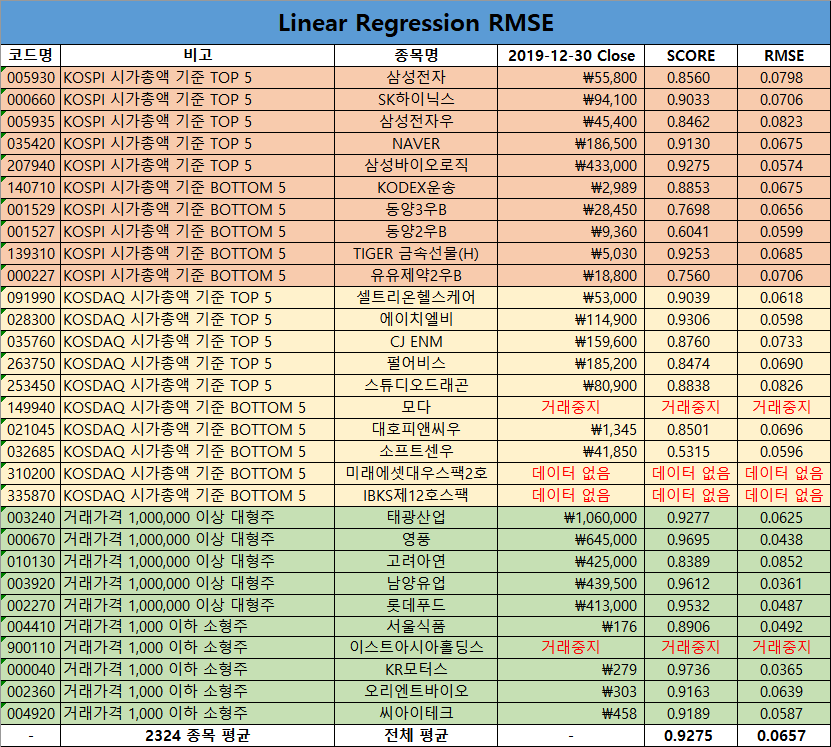 Linear Regression RMSE
코드명 비고 종목명 2019-12-30 Close SCORE RMSE
005930 KOSPI 시가총액 기준 TOP 5 삼성전자 ₩55,800 0.8560 0.0798
000660 KOSPI 시가총액 기준 TOP 5 SK하이닉스 ₩94,100 0.9033 0.0706
005935 KOSPI 시가총액 기준 TOP 5 삼성전자우 ₩45,400 0.8462 0.0823
035420 KOSPI 시가총액 기준 TOP 5 NAVER ₩186,500 0.9130 0.0675
207940 KOSPI 시가총액 기준 TOP 5 삼성바이오로직 ₩433,000 0.9275 0.0574
140710 KOSPI 시가총액 기준 BOTTOM 5 KODEX운송 ₩2,989 0.8853 0.0675
001529 KOSPI 시가총액 기준 BOTTOM 5 동양3우B ₩28,450 0.7698 0.0656
001527 KOSPI 시가총액 기준 BOTTOM 5 동양2우B ₩9,360 0.6041 0.0599
139310 KOSPI 시가총액 기준 BOTTOM 5 TIGER 금속선물(H) ₩5,030 0.9253 0.0685
000227 KOSPI 시가총액 기준 BOTTOM 5 유유제약2우B ₩18,800 0.7560 0.0706
091990 KOSDAQ 시가총액 기준 TOP 5 셀트리온헬스케어 ₩53,000 0.9039 0.0618
028300 KOSDAQ 시가총액 기준 TOP 5 에이치엘비 ₩114,900 0.9306 0.0598
035760 KOSDAQ 시가총액 기준 TOP 5 CJ ENM ₩159,600 0.8760 0.0733
263750 KOSDAQ 시가총액 기준 TOP 5 펄어비스 ₩185,200 0.8474 0.0690
253450 KOSDAQ 시가총액 기준 TOP 5 스튜디오드래곤 ₩80,900 0.8838 0.0826
149940 KOSDAQ 시가총액 기준 BOTTOM 5 모다 거래중지 거래중지 거래중지
021045 KOSDAQ 시가총액 기준 BOTTOM 5 대호피앤씨우 ₩1,345 0.8501 0.0696
032685 KOSDAQ 시가총액 기준 BOTTOM 5 소프트센우 ₩41,850 0.5315 0.0596
310200 KOSDAQ 시가총액 기준 BOTTOM 5 미래에셋대우스팩2호 데이터 없음 데이터 없음 데이터 없음
335870 KOSDAQ 시가총액 기준 BOTTOM 5 IBKS제12호스팩 데이터 없음 데이터 없음 데이터 없음
003240 거래가격 1,000,000 이상 대형주 태광산업 ₩1,060,000 0.9277 0.0625
000670 거래가격 1,000,000 이상 대형주 영풍 ₩645,000 0.9695 0.0438
010130 거래가격 1,000,000 이상 대형주 고려아연 ₩425,000 0.8389 0.0852
003920 거래가격 1,000,000 이상 대형주 남양유업 ₩439,500 0.9612 0.0361
002270 거래가격 1,000,000 이상 대형주 롯데푸드 ₩413,000 0.9532 0.0487
004410 거래가격 1,000 이하 소형주 서울식품 ₩176 0.8906 0.0492
900110 거래가격 1,000 이하 소형주 이스트아시아홀딩스 거래중지 거래중지 거래중지
000040 거래가격 1,000 이하 소형주 KR모터스 ₩279 0.9736 0.0365
002360 거래가격 1,000 이하 소형주 오리엔트바이오 ₩303 0.9163 0.0639
004920 거래가격 1,000 이하 소형주 씨아이테크 ₩458 0.9189 0.0587
- 2324 종목 평균 전체 평균 - 0.9275 0.0657